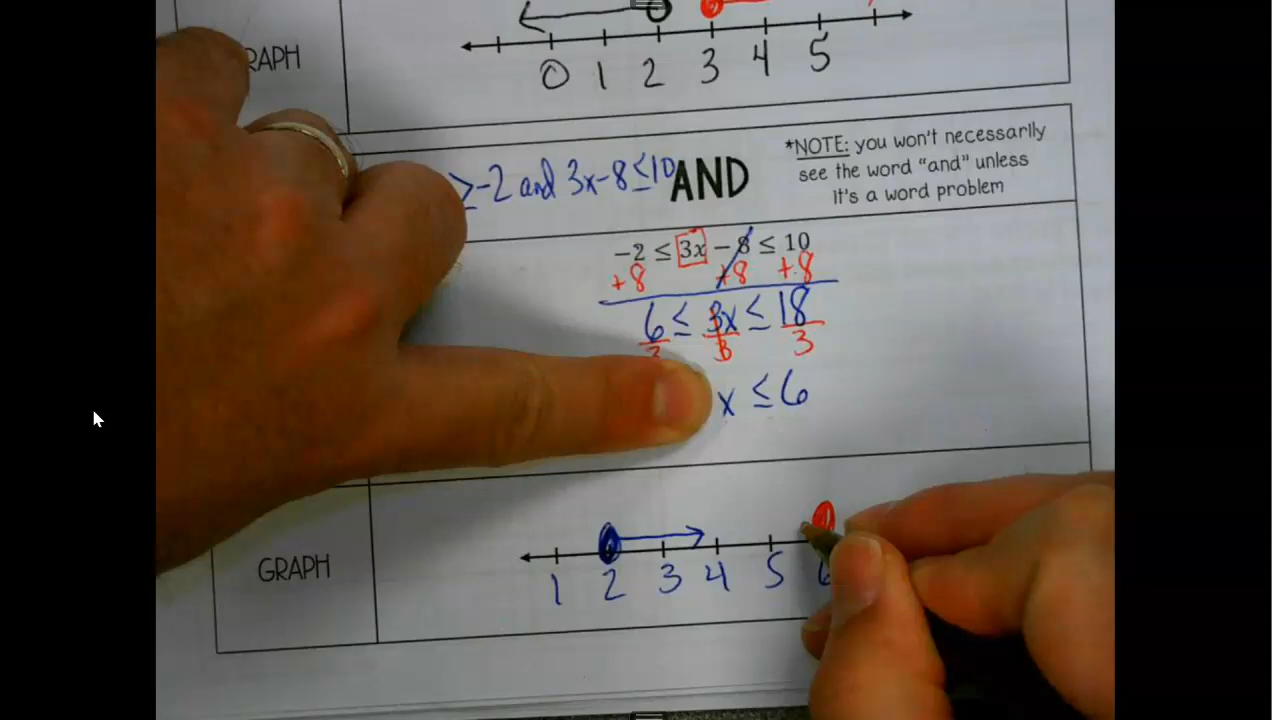 RAPH
0 1 2 3 4 5
≥-2 and 3x-8≤10
AND
*NOTE: you won't necessarily
see the word "and" unless
it's a word problem
-2 ≤ 3x - 8 ≤ 10
+8 +8 +8
6 ≤ 3x ≤ 18
3 3 3
x ≤ 6
GRAPH
1 2 3 4 5 6